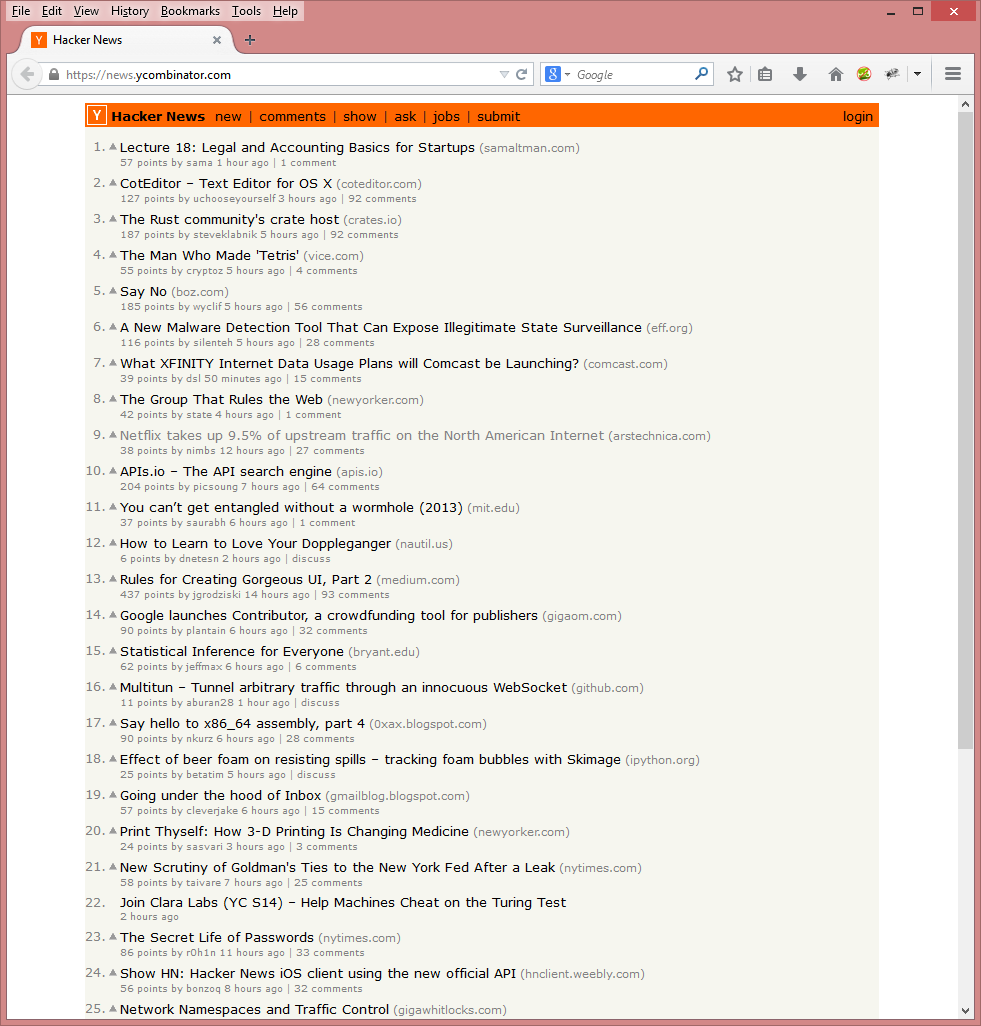 File Edit View History Bookmarks Tools Help
Hacker News
https://news.ycombinator.com
Google
Y Hacker News new | comments | show | ask | jobs | submit login
1. Lecture 18: Legal and Accounting Basics for Startups (samaltman.com)
57 points by sama 1 hour ago | 1 comment
2. CotEditor – Text Editor for OS X (coteditor.com)
127 points by uchooseyourself 3 hours ago | 92 comments
3. The Rust community's crate host (crates.io)
187 points by steveklabnik 5 hours ago | 92 comments
4. The Man Who Made 'Tetris' (vice.com)
55 points by cryptoz 5 hours ago | 4 comments
5. Say No (boz.com)
185 points by wyclif 5 hours ago | 56 comments
6. A New Malware Detection Tool That Can Expose Illegitimate State Surveillance (eff.org)
116 points by silenteh 5 hours ago | 28 comments
7. What XFINITY Internet Data Usage Plans will Comcast be Launching? (comcast.com)
39 points by dsl 50 minutes ago | 15 comments
8. The Group That Rules the Web (newyorker.com)
42 points by state 4 hours ago | 1 comment
9. Netflix takes up 9.5% of upstream traffic on the North American Internet (arstechnica.com)
38 points by nimbs 12 hours ago | 27 comments
10. APIs.io – The API search engine (apis.io)
204 points by picsoung 7 hours ago | 64 comments
11. You can’t get entangled without a wormhole (2013) (mit.edu)
37 points by saurabh 6 hours ago | 1 comment
12. How to Learn to Love Your Doppleganger (nautil.us)
6 points by dnetesn 2 hours ago | discuss
13. Rules for Creating Gorgeous UI, Part 2 (medium.com)
437 points by jgrodziski 14 hours ago | 93 comments
14. Google launches Contributor, a crowdfunding tool for publishers (gigaom.com)
90 points by plantain 6 hours ago | 32 comments
15. Statistical Inference for Everyone (bryant.edu)
62 points by jeffmax 6 hours ago | 6 comments
16. Multitun – Tunnel arbitrary traffic through an innocuous WebSocket (github.com)
11 points by aburan28 1 hour ago | discuss
17. Say hello to x86_64 assembly, part 4 (0xax.blogspot.com)
90 points by nkurz 6 hours ago | 28 comments
18. Effect of beer foam on resisting spills – tracking foam bubbles with Skimage (ipython.org)
25 points by betatim 5 hours ago | discuss
19. Going under the hood of Inbox (gmailblog.blogspot.com)
57 points by cleverjake 6 hours ago | 15 comments
20. Print Thyself: How 3-D Printing Is Changing Medicine (newyorker.com)
24 points by sasvari 3 hours ago | 3 comments
21. New Scrutiny of Goldman's Ties to the New York Fed After a Leak (nytimes.com)
58 points by taivare 7 hours ago | 25 comments
22. Join Clara Labs (YC S14) – Help Machines Cheat on the Turing Test
2 hours ago
23. The Secret Life of Passwords (nytimes.com)
86 points by r0h1n 11 hours ago | 33 comments
24. Show HN: Hacker News iOS client using the new official API (hnclient.weebly.com)
56 points by bonzoq 8 hours ago | 32 comments
25. Network Namespaces and Traffic Control (gigawhitlocks.com)